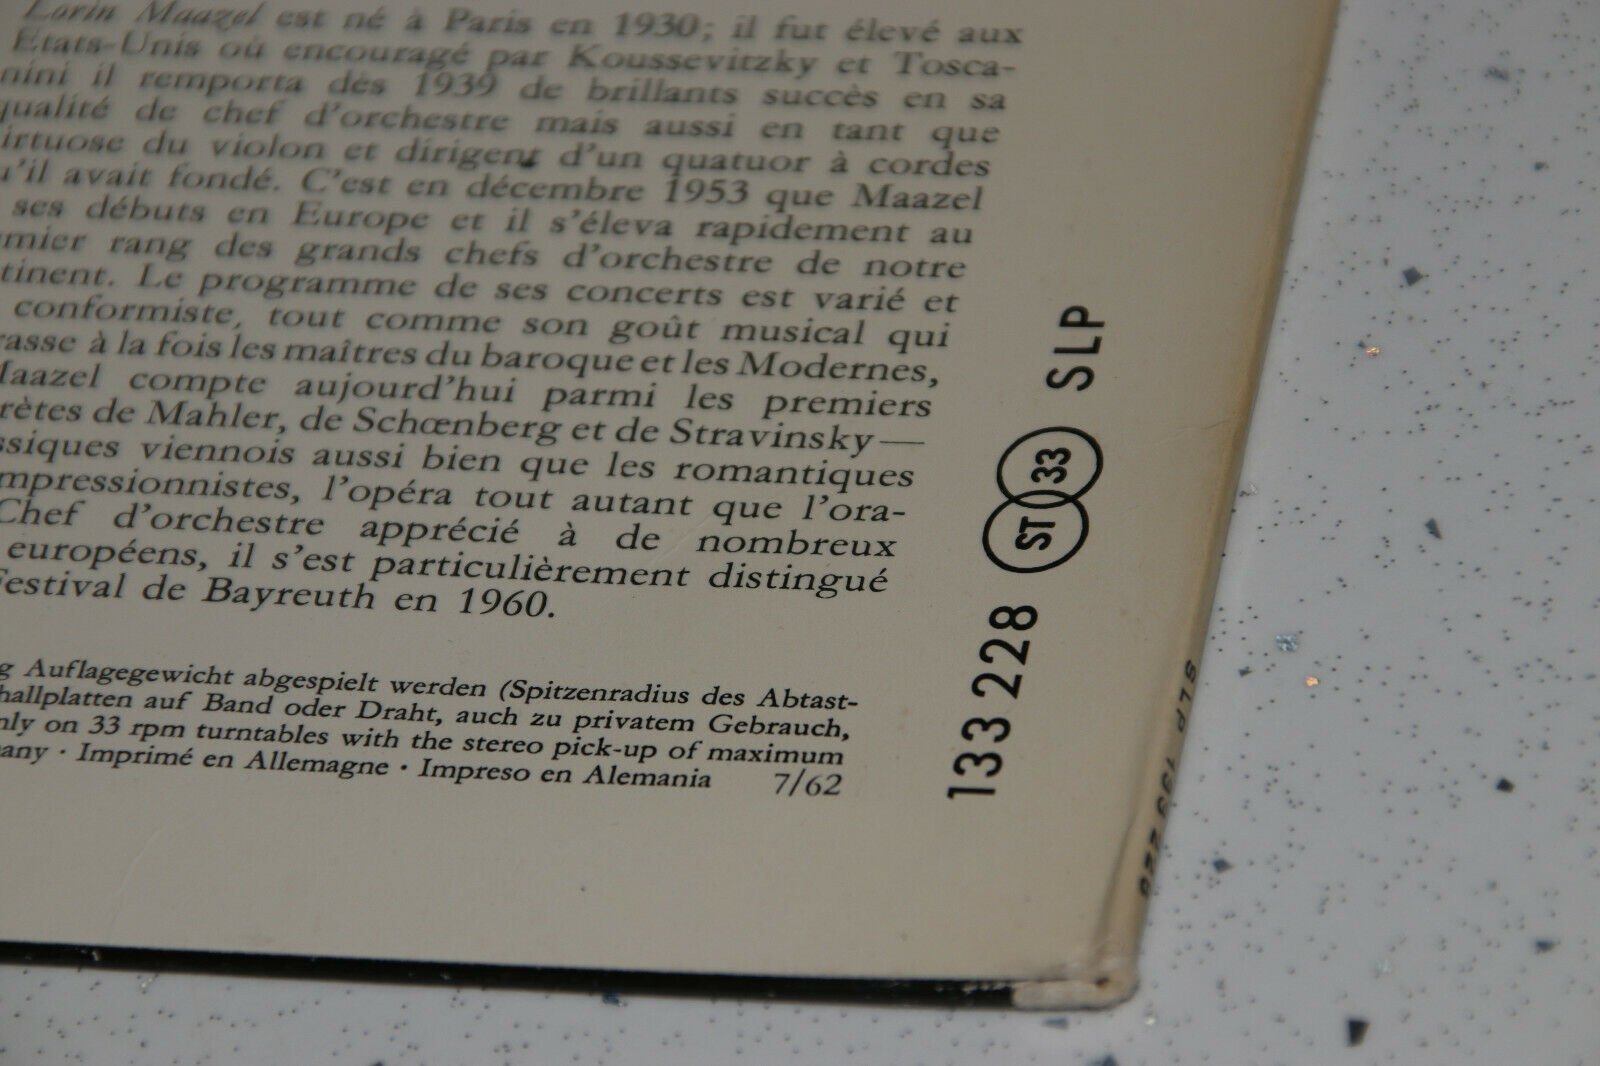 Lorin Maazel est né à Paris en 1930; il fut élevé aux
États-Unis où encouragé par Koussevitzky et Tosca-
nini il remporta dès 1939 de brillants succès en sa
qualité de chef d'orchestre mais aussi en tant que
irtuose du violon et dirigent d'un quatuor à cordes
u'il avait fondé. C'est en décembre 1953 que Maazel
ses débuts en Europe et il s'éleva rapidement au
mier rang des grands chefs d'orchestre de notre
tinent. Le programme de ses concerts est varié et
conformiste, tout comme son goût musical qui
rasse à la fois les maîtres du baroque et les Modernes,
Maazel compte aujourd'hui parmi les premiers
rètes de Mahler, de Schœnberg et de Stravinsky—
ssiques viennois aussi bien que les romantiques
mpressionnistes, l'opéra tout autant que l'ora-
Chef d'orchestre apprécié à de nombreux
européens, il s'est particulièrement distingué
Festival de Bayreuth en 1960.
g Auflagegewicht abgespielt werden (Spitzenradius des Abtast-
hallplatten auf Band oder Draht, auch zu privatem Gebrauch,
nly on 33 rpm turntables with the stereo pick-up of maximum
many · Imprimé en Allemagne · Impreso en Alemania 7/62
133 228 ST 33 SLP
SLP 133 228